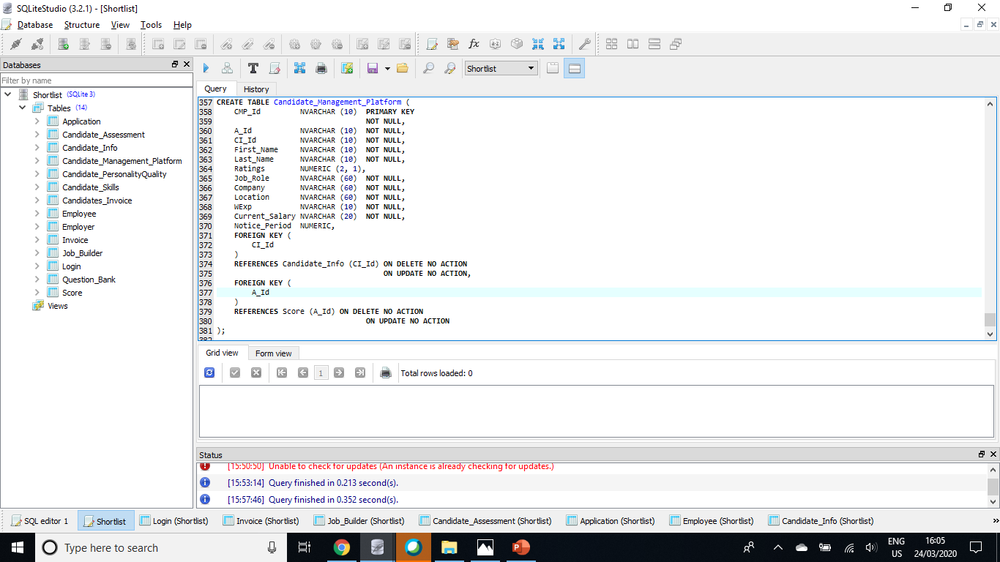 SQLiteStudio (3.2.1) - [Shortlist]
Database Structure View Tools Help
Databases
Filter by name
Shortlist (SQLite 3)
Tables (14)
Application
Candidate_Assessment
Candidate_Info
Candidate_Management_Platform
Candidate_PersonalityQuality
Candidate_Skills
Candidates_Invoice
Employee
Employer
Invoice
Job_Builder
Login
Question_Bank
Score
Views
Shortlist
Query History
357 CREATE TABLE Candidate_Management_Platform (
358 CMP_Id NVARCHAR (10) PRIMARY KEY
359 NOT NULL,
360 A_Id NVARCHAR (10) NOT NULL,
361 CI_Id NVARCHAR (10) NOT NULL,
362 First_Name NVARCHAR (10) NOT NULL,
363 Last_Name NVARCHAR (10) NOT NULL,
364 Ratings NUMERIC (2, 1),
365 Job_Role NVARCHAR (60) NOT NULL,
366 Company NVARCHAR (60) NOT NULL,
367 Location NVARCHAR (60) NOT NULL,
368 WExp NVARCHAR (10) NOT NULL,
369 Current_Salary NVARCHAR (20) NOT NULL,
370 Notice_Period NUMERIC,
371 FOREIGN KEY (
372 CI_Id
373 )
374 REFERENCES Candidate_Info (CI_Id) ON DELETE NO ACTION
375 ON UPDATE NO ACTION,
376 FOREIGN KEY (
377 A_Id
378 )
379 REFERENCES Score (A_Id) ON DELETE NO ACTION
380 ON UPDATE NO ACTION
381 );
382
Grid view Form view
1 Total rows loaded: 0
Status
[15:50:50] Unable to check for updates (An instance is already checking for updates.)
[15:53:14] Query finished in 0.213 second(s).
[15:57:46] Query finished in 0.352 second(s).
SQL editor 1 Shortlist Login (Shortlist) Invoice (Shortlist) Job_Builder (Shortlist) Candidate_Assessment (Shortlist) Application (Shortlist) Employee (Shortlist) Candidate_Info (Shortlist)
Type here to search
ENG
US
16:05
24/03/2020